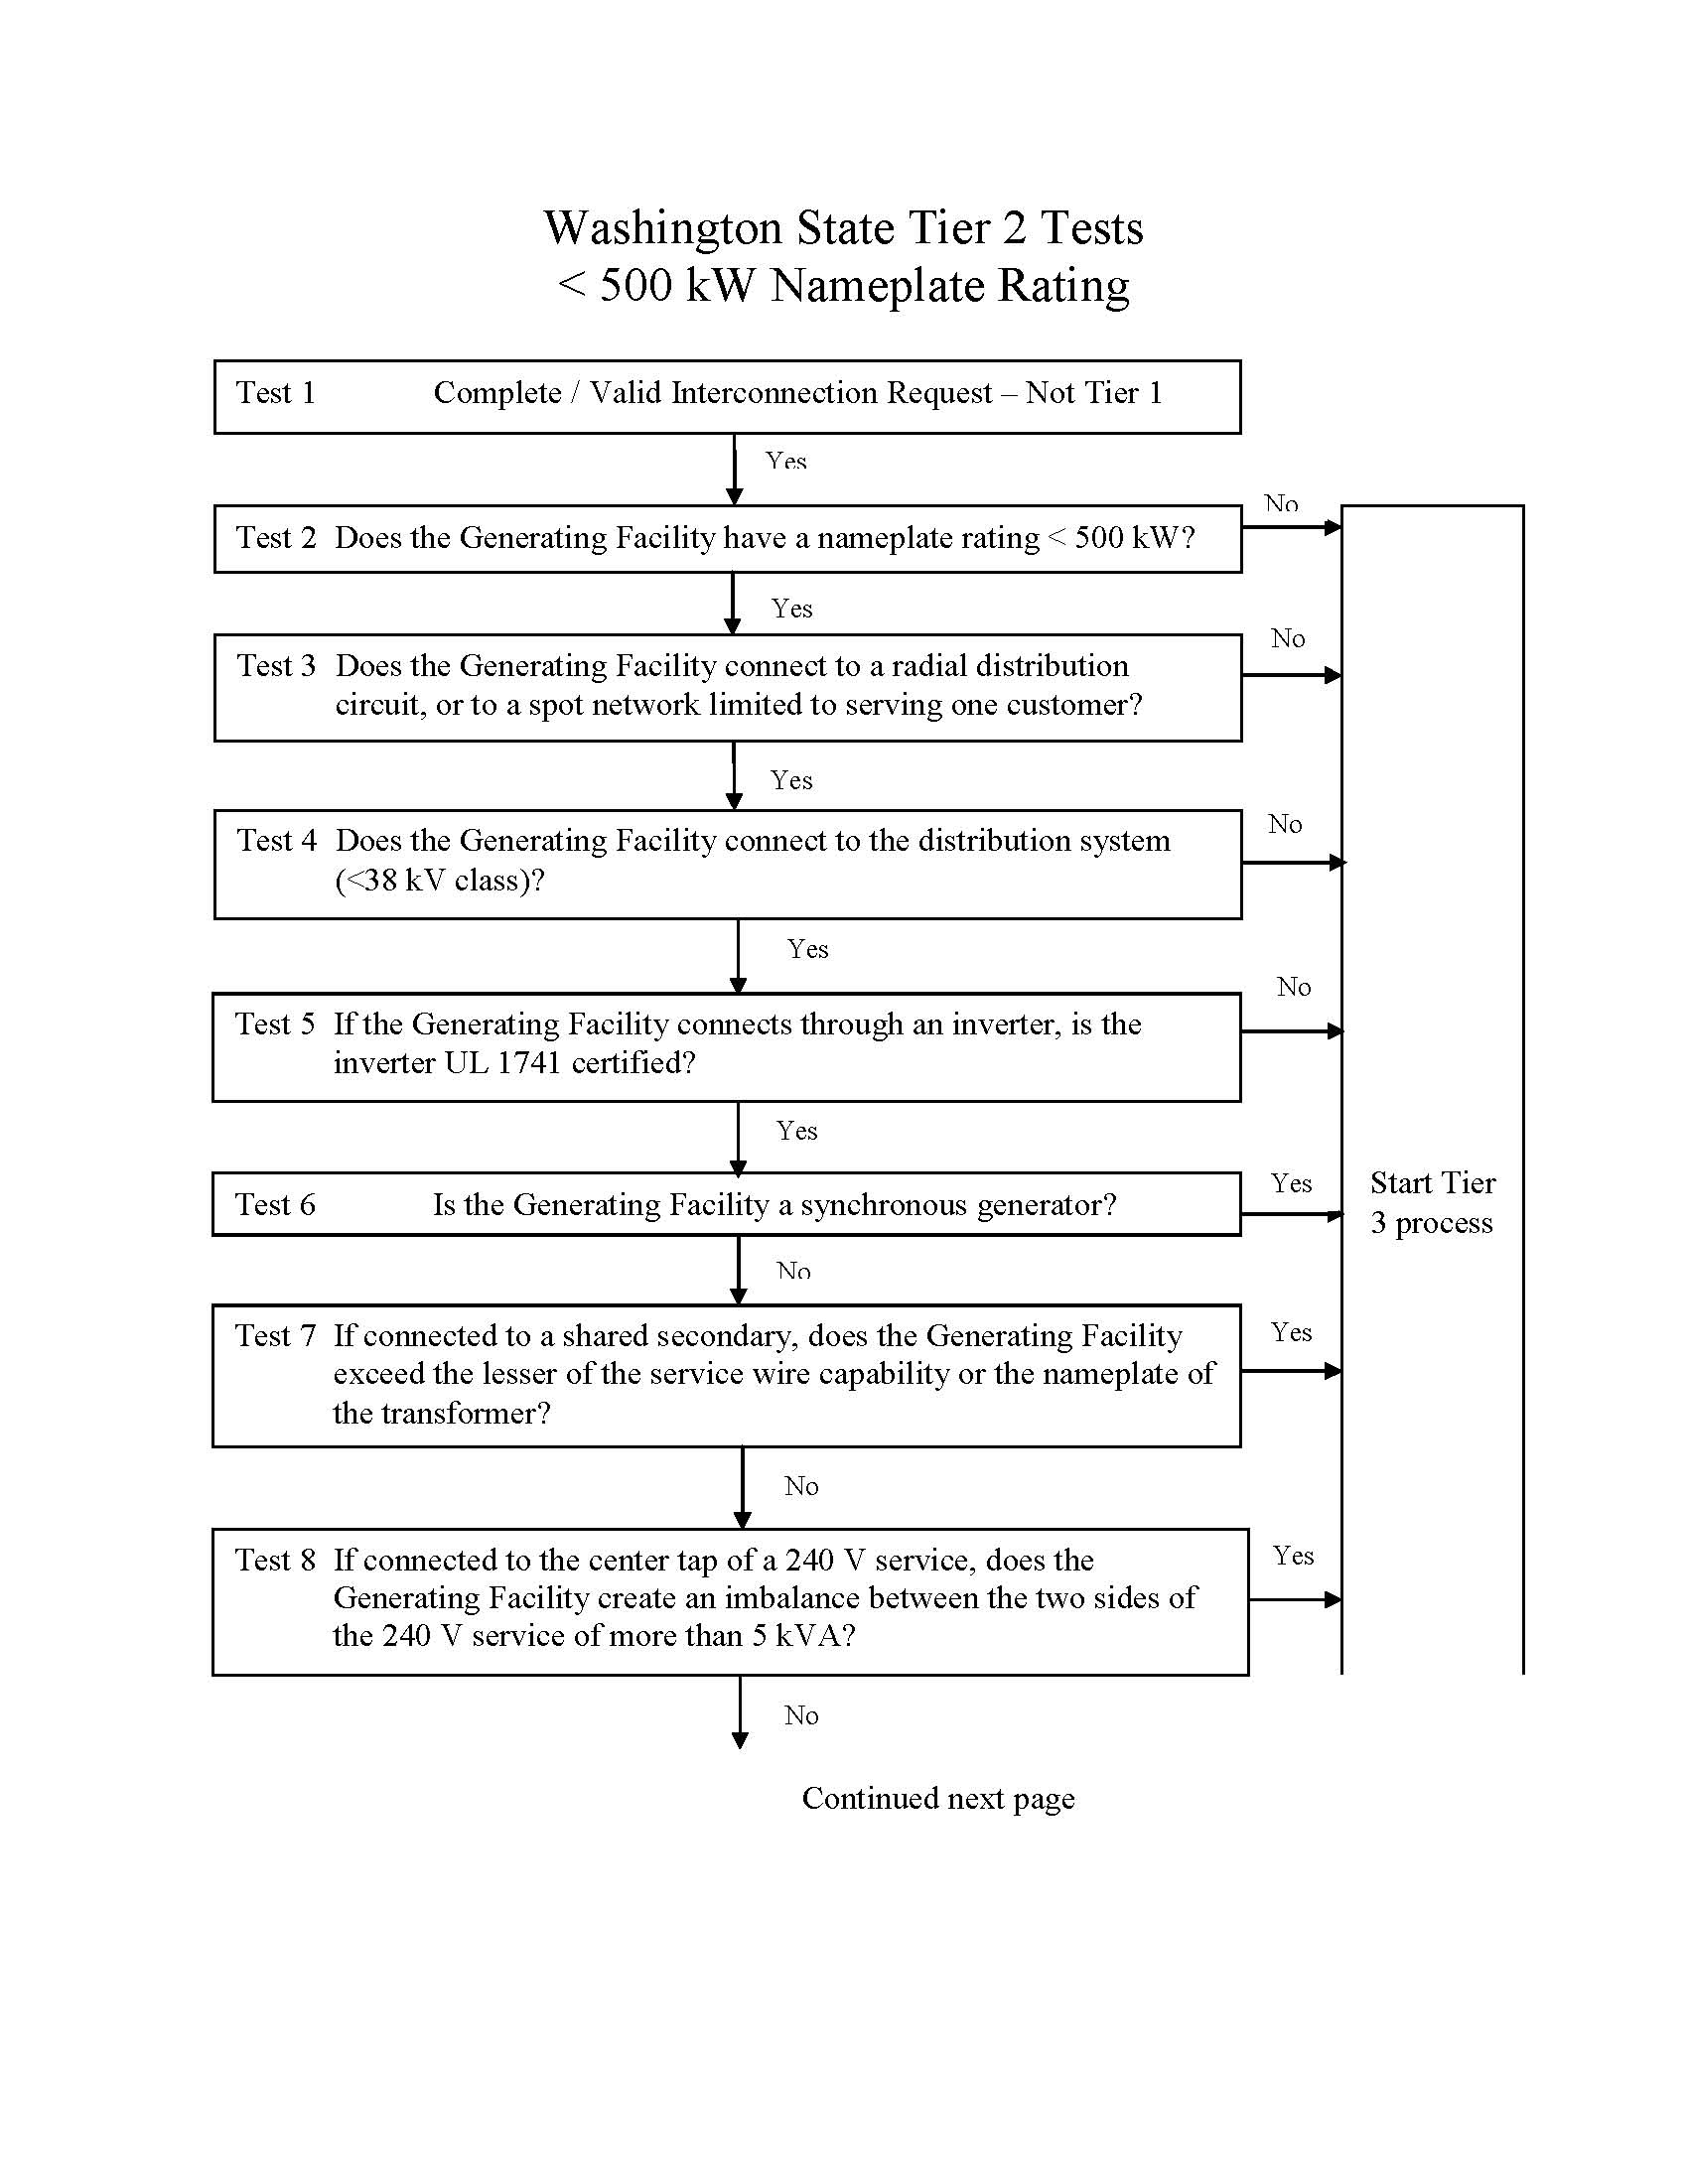 Washington State Tier 2 Tests
< 500 kW Nameplate Rating
Test 1 Complete / Valid Interconnection Request – Not Tier 1
Yes
No
Test 2 Does the Generating Facility have a nameplate rating < 500 kW?
Yes
No
Test 3 Does the Generating Facility connect to a radial distribution
circuit, or to a spot network limited to serving one customer?
Yes
No
Test 4 Does the Generating Facility connect to the distribution system
(<38 kV class)?
Yes
No
Test 5 If the Generating Facility connects through an inverter, is the
inverter UL 1741 certified?
Yes
Yes
Test 6 Is the Generating Facility a synchronous generator?
Start Tier
3 process
No
Yes
Test 7 If connected to a shared secondary, does the Generating Facility
exceed the lesser of the service wire capability or the nameplate of
the transformer?
No
Yes
Test 8 If connected to the center tap of a 240 V service, does the
Generating Facility create an imbalance between the two sides of
the 240 V service of more than 5 kVA?
No
Continued next page